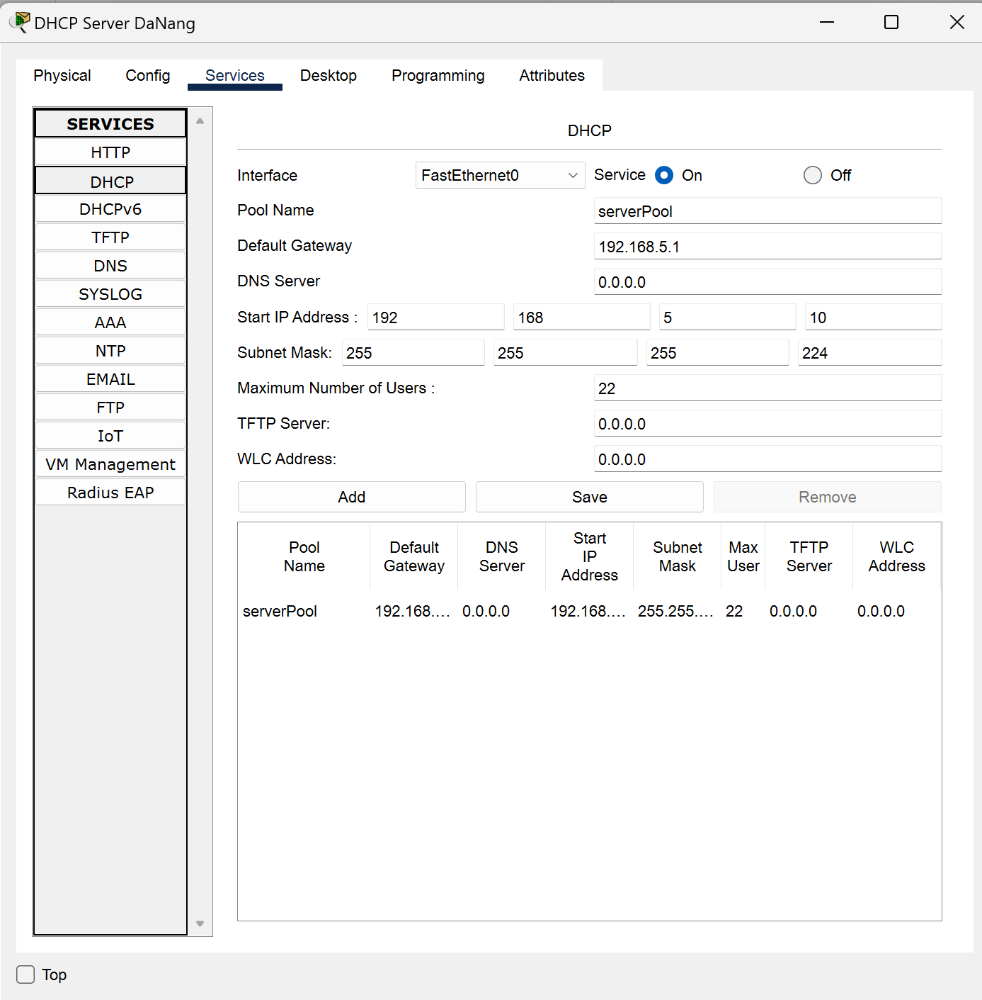 DHCP Server DaNang
Physical Config Services Desktop Programming Attributes
SERVICES
HTTP
DHCP
DHCPv6
TFTP
DNS
SYSLOG
AAA
NTP
EMAIL
FTP
IoT
VM Management
Radius EAP
DHCP
Interface FastEthernet0 Service On Off
Pool Name serverPool
Default Gateway 192.168.5.1
DNS Server 0.0.0.0
Start IP Address : 192 168 5 10
Subnet Mask: 255 255 255 224
Maximum Number of Users : 22
TFTP Server: 0.0.0.0
WLC Address: 0.0.0.0
Add Save Remove
Pool Name Default Gateway DNS Server Start IP Address Subnet Mask Max User TFTP Server WLC Address
serverPool 192.168.... 0.0.0.0 192.168.... 255.255.... 22 0.0.0.0 0.0.0.0
Top